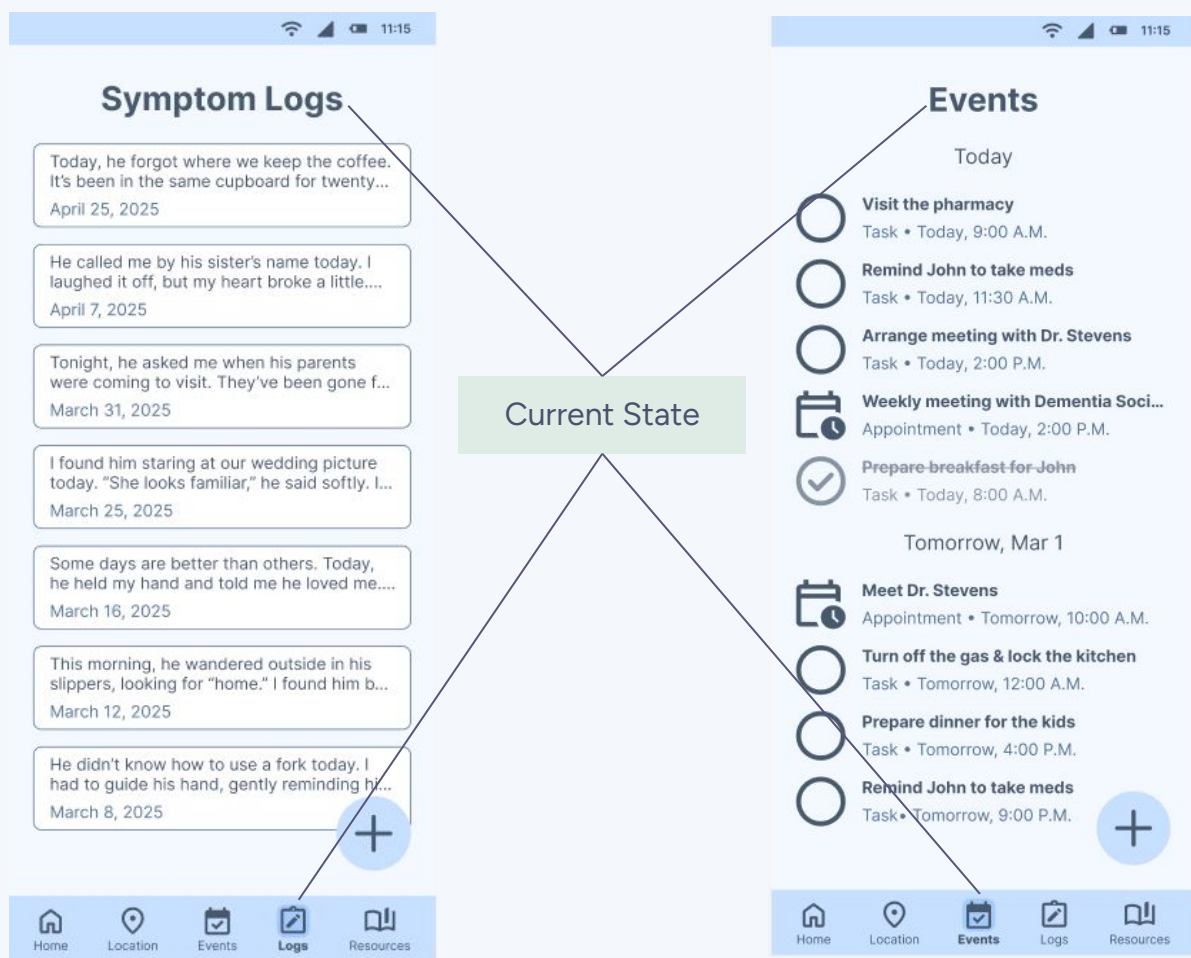 11:15
Symptom Logs
Today, he forgot where we keep the coffee.
It's been in the same cupboard for twenty...
April 25, 2025
He called me by his sister's name today. I
laughed it off, but my heart broke a little....
April 7, 2025
Tonight, he asked me when his parents
were coming to visit. They've been gone f...
March 31, 2025
I found him staring at our wedding picture
today. “She looks familiar,” he said softly. I...
March 25, 2025
Some days are better than others. Today,
he held my hand and told me he loved me....
March 16, 2025
This morning, he wandered outside in his
slippers, looking for “home.” I found him b...
March 12, 2025
He didn't know how to use a fork today. I
had to guide his hand, gently reminding hi...
March 8, 2025
Home Location Events Logs Resources
Current State
11:15
Events
Today
Visit the pharmacy
Task • Today, 9:00 A.M.
Remind John to take meds
Task • Today, 11:30 A.M.
Arrange meeting with Dr. Stevens
Task • Today, 2:00 P.M.
Weekly meeting with Dementia Soci...
Appointment • Today, 2:00 P.M.
Prepare breakfast for John
Task • Today, 8:00 A.M.
Tomorrow, Mar 1
Meet Dr. Stevens
Appointment • Tomorrow, 10:00 A.M.
Turn off the gas & lock the kitchen
Task • Tomorrow, 12:00 A.M.
Prepare dinner for the kids
Task • Tomorrow, 4:00 P.M.
Remind John to take meds
Task• Tomorrow, 9:00 P.M.
Home Location Events Logs Resources